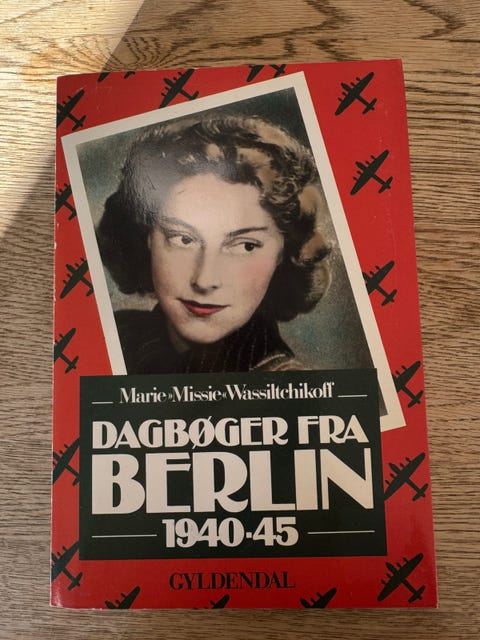 Marie »Missie« Wassiltchikoff
DAGBØGER FRA
BERLIN
1940-45
GYLDENDAL